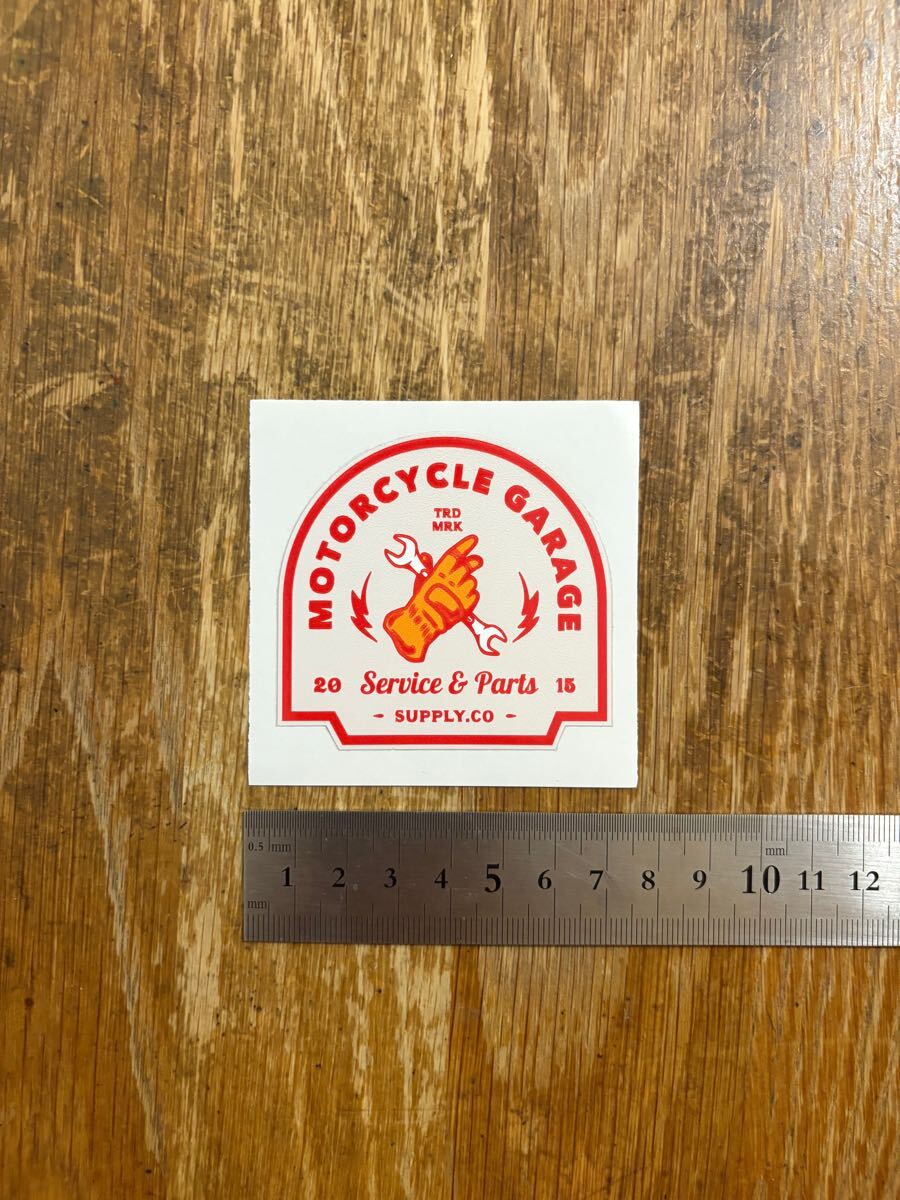 MOTORCYCLE GARAGE
TRD
MRK
20 Service & Parts 15
- SUPPLY.CO -
0.5 mm mm
1 2 3 4 5 6 7 8 9 10 11 12
mm